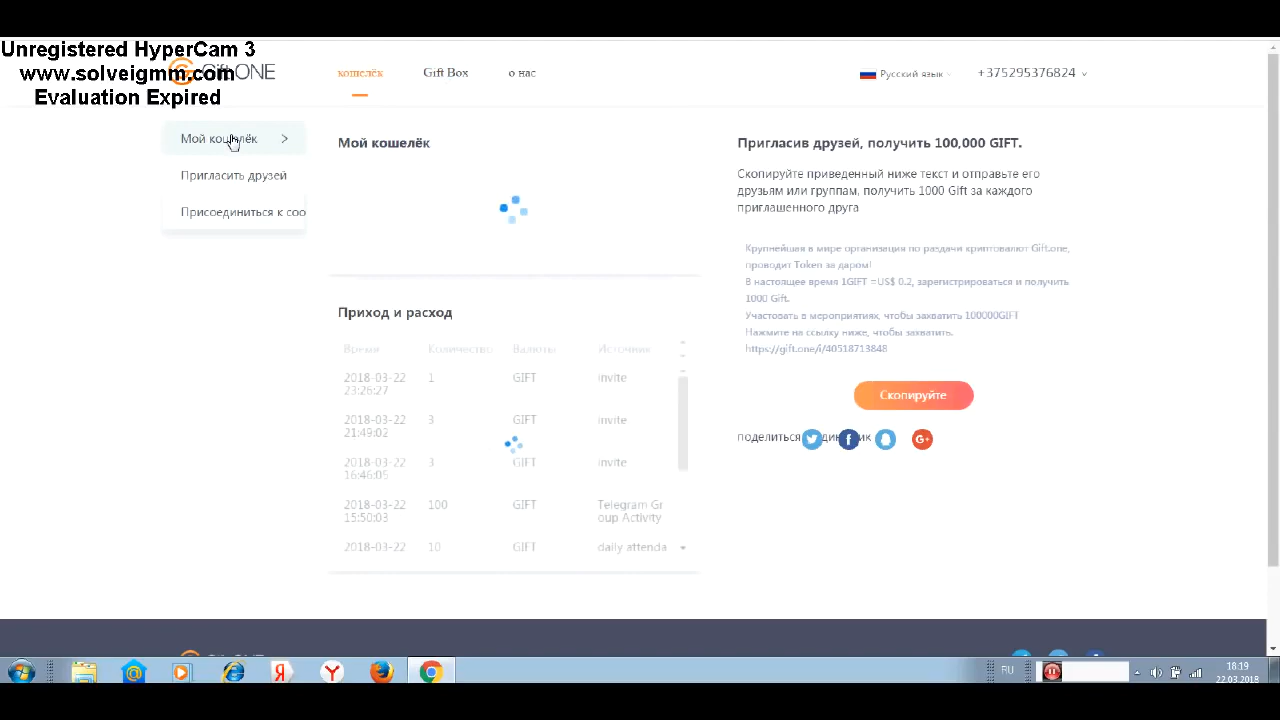 Unregistered HyperCam 3
www.solveigmm.com
Evaluation Expired
Gift.ONE
кошелёк
Gift Box
о нас
Русский язык
+375295376824
Мой кошелёк
Пригласить друзей
Присоединиться к соо
Мой кошелёк
Приход и расход
Время Количество Валюты Источник
2018-03-22 1 GIFT invite
23:26:27
2018-03-22 3 GIFT invite
21:49:02
2018-03-22 3 GIFT invite
16:46:05
2018-03-22 100 GIFT Telegram Gr
15:50:03 oup Activity
2018-03-22 10 GIFT daily attenda
Пригласив друзей, получить 100,000 GIFT.
Скопируйте приведенный ниже текст и отправьте его
друзьям или группам, получить 1000 Gift за каждого
приглашенного друга
Крупнейшая в мире организация по раздачи криптовалют Gift.one,
проводит Token за даром!
В настоящее время 1GIFT =US$ 0.2, зарегистрироваться и получить
1000 Gift.
Участвовать в мероприятиях, чтобы захватить 100000GIFT
Нажмите на ссылку ниже, чтобы захватить.
https://gift.one/i/40518713848
Скопируйте
поделиться
RU
18:19
22.03.2018